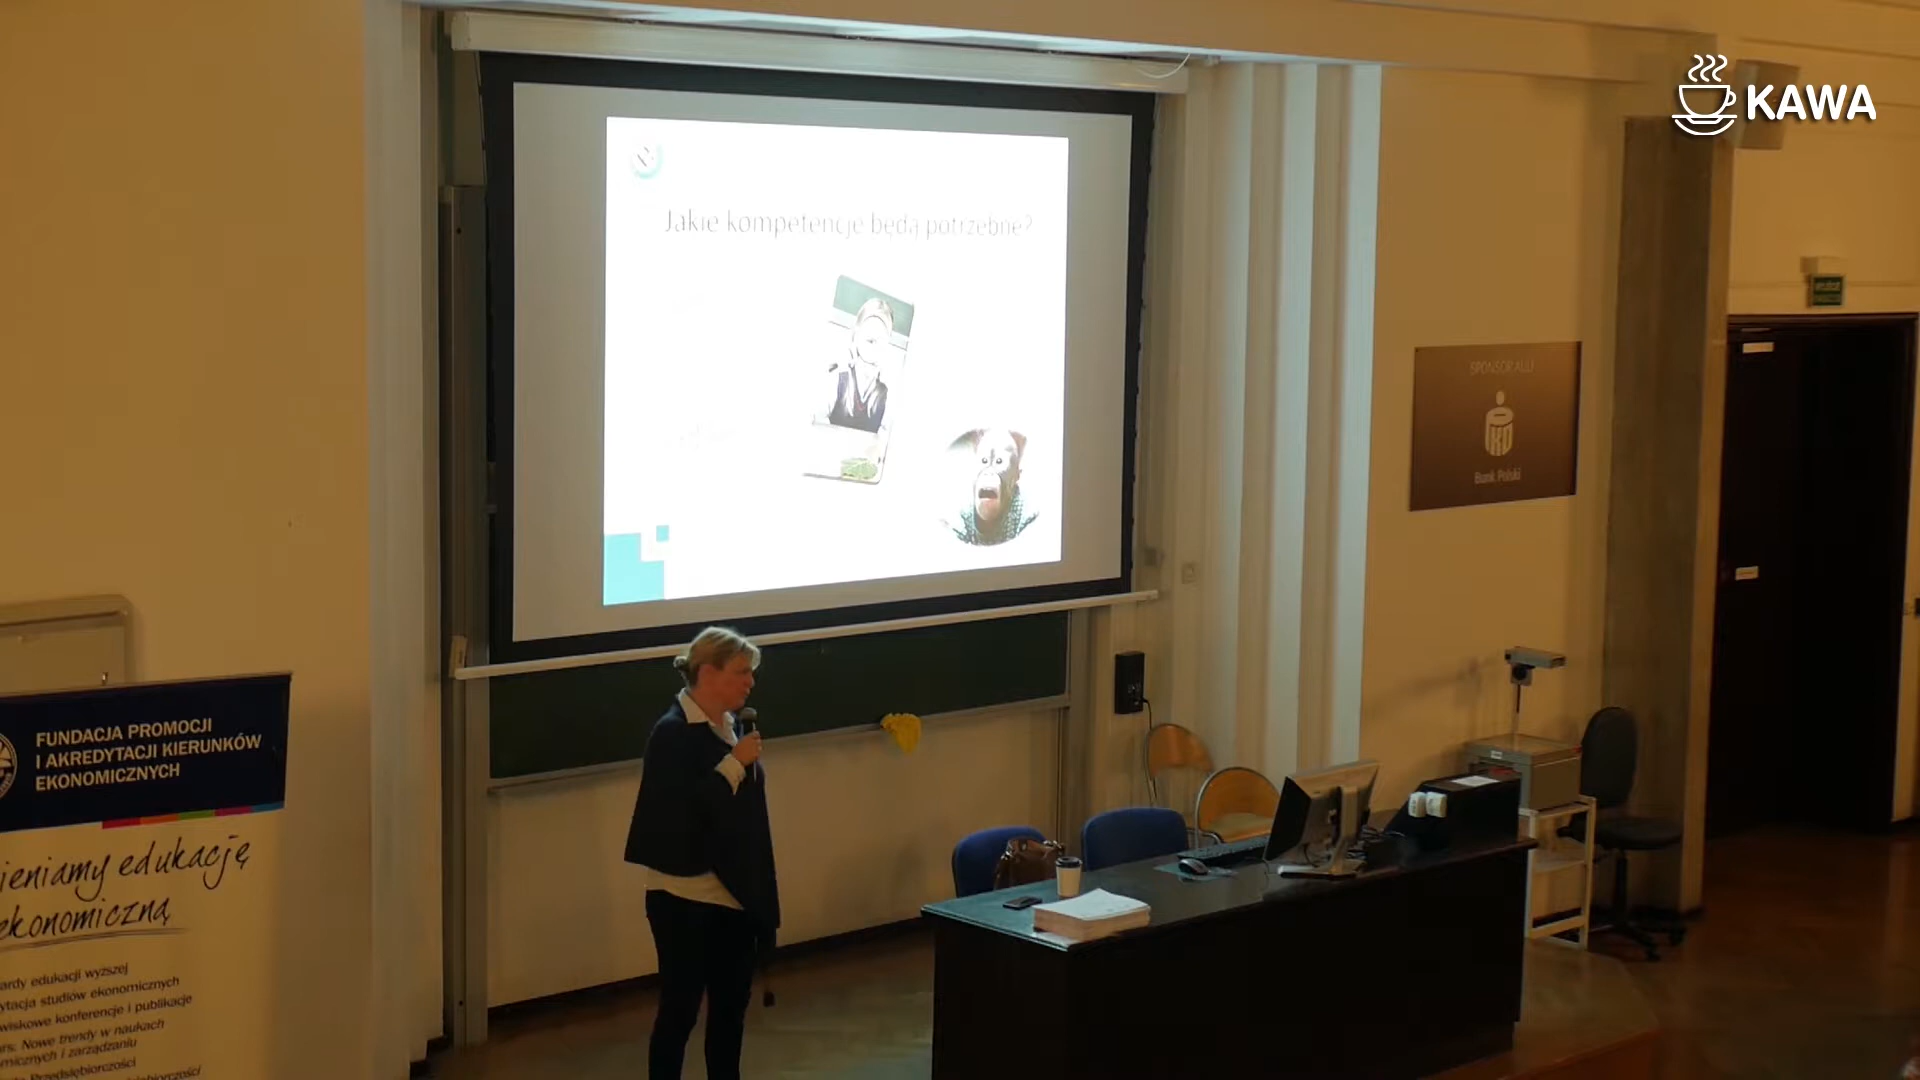 KAWA
Jakie kompetencje będą potrzebne?
SPONSOR AULI
Bank Polski
FUNDACJA PROMOCJI
I AKREDYTACJI KIERUNKÓW
EKONOMICZNYCH
ieniamy edukację
ekonomiczną
ardy edukacji wyższej
ytacja studiów ekonomicznych
wiskowe konferencje i publikacje
rs: Nowe trendy w naukach
micznych i zarządzaniu
Przedsiębiorczości